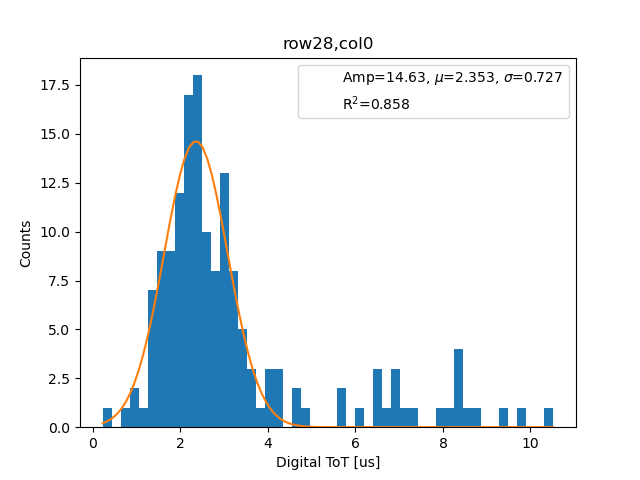 row28,col0
Amp=14.63, μ=2.353, σ=0.727
R²=0.858
17.5
15.0
12.5
10.0
7.5
5.0
2.5
0.0
Counts
0 2 4 6 8 10
Digital ToT [us]